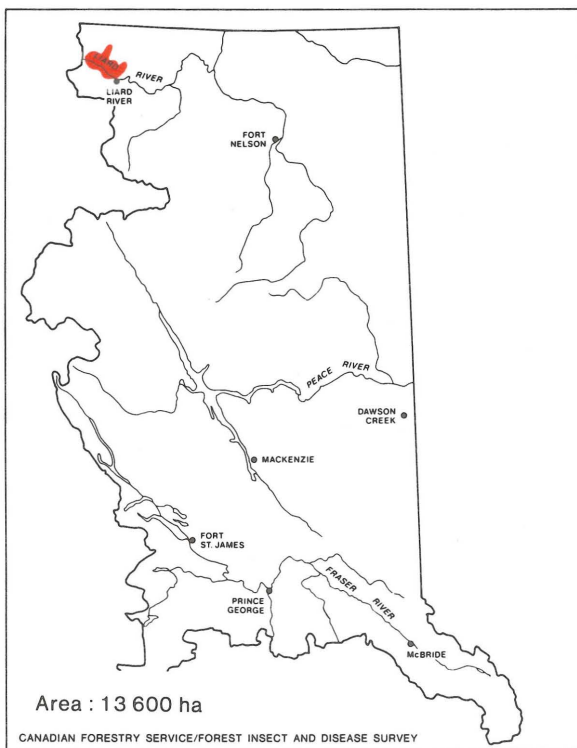 LIARD
RIVER
LIARD
RIVER
FORT
NELSON
PEACE RIVER
DAWSON
CREEK
MACKENZIE
FORT
ST. JAMES
FRASER RIVER
PRINCE
GEORGE
McBRIDE
Area : 13 600 ha
CANADIAN FORESTRY SERVICE/FOREST INSECT AND DISEASE SURVEY